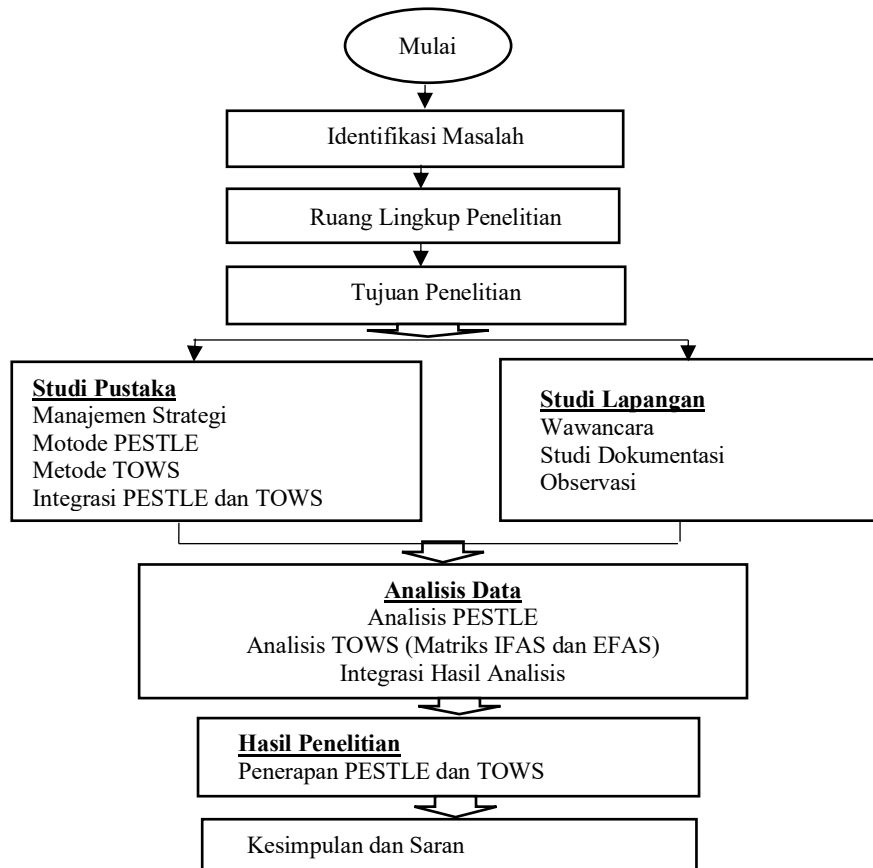 Mulai
Identifikasi Masalah
Ruang Lingkup Penelitian
Tujuan Penelitian
Studi Pustaka
Manajemen Strategi
Motode PESTLE
Metode TOWS
Integrasi PESTLE dan TOWS
Studi Lapangan
Wawancara
Studi Dokumentasi
Observasi
Analisis Data
Analisis PESTLE
Analisis TOWS (Matriks IFAS dan EFAS)
Integrasi Hasil Analisis
Hasil Penelitian
Penerapan PESTLE dan TOWS
Kesimpulan dan Saran